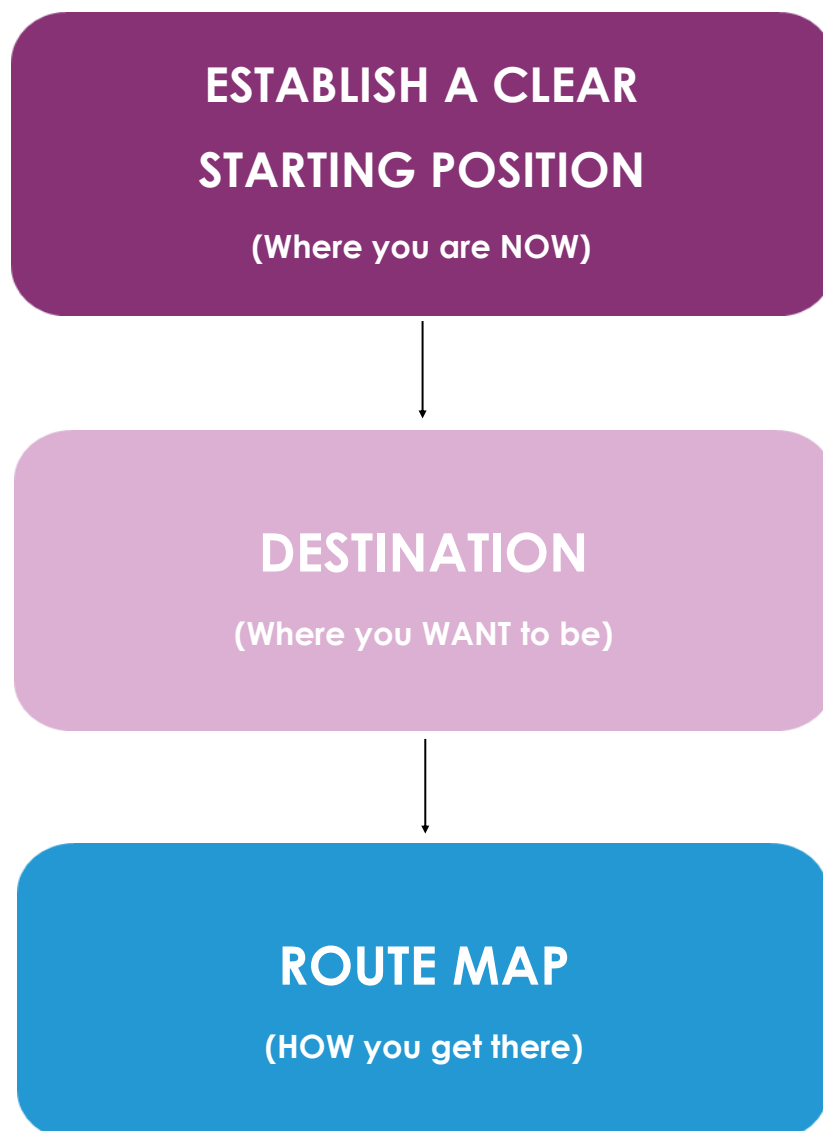 ESTABLISH A CLEAR
STARTING POSITION
(Where you are NOW)
DESTINATION
(Where you WANT to be)
ROUTE MAP
(HOW you get there)